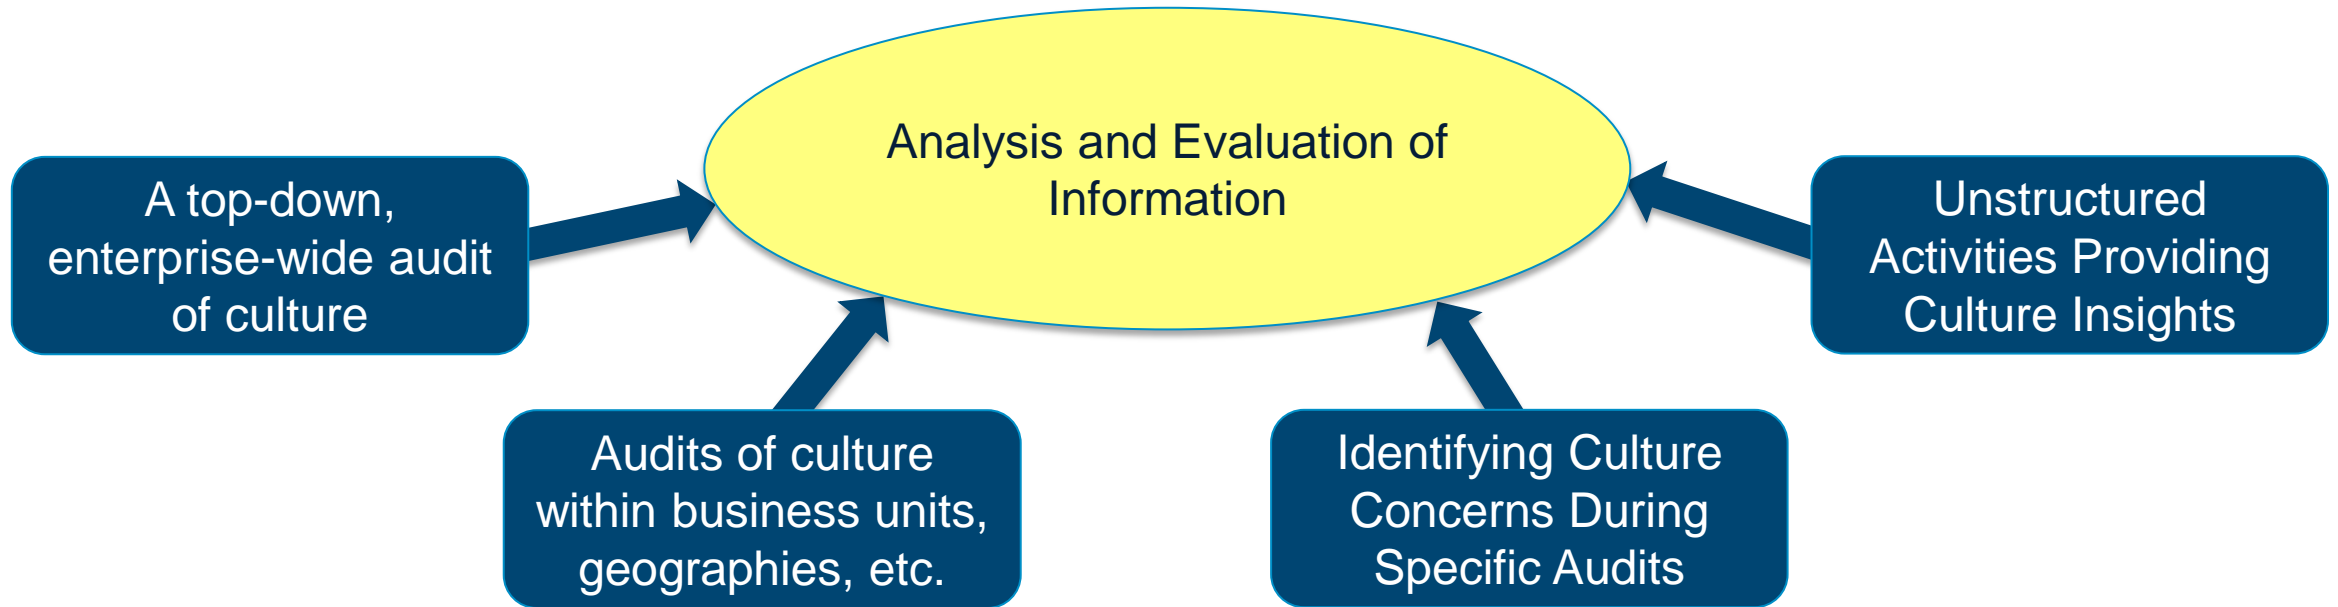 Analysis and Evaluation of
Information
A top-down,
enterprise-wide audit
of culture
Unstructured
Activities Providing
Culture Insights
Audits of culture
within business units,
geographies, etc.
Identifying Culture
Concerns During
Specific Audits